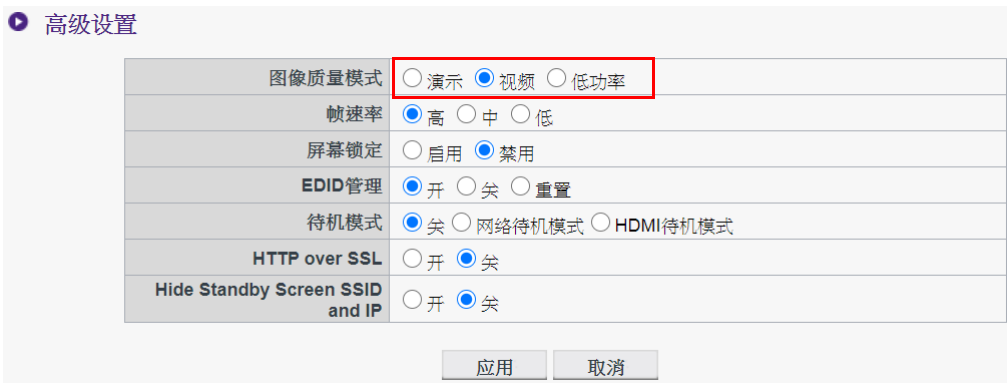 高级设置
图像质量模式 演示 视频 低功率
帧速率 高 中 低
屏幕锁定 启用 禁用
EDID管理 开 关 重置
待机模式 关 网络待机模式 HDMI待机模式
HTTP over SSL 开 关
Hide Standby Screen SSID
and IP 开 关
应用 取消